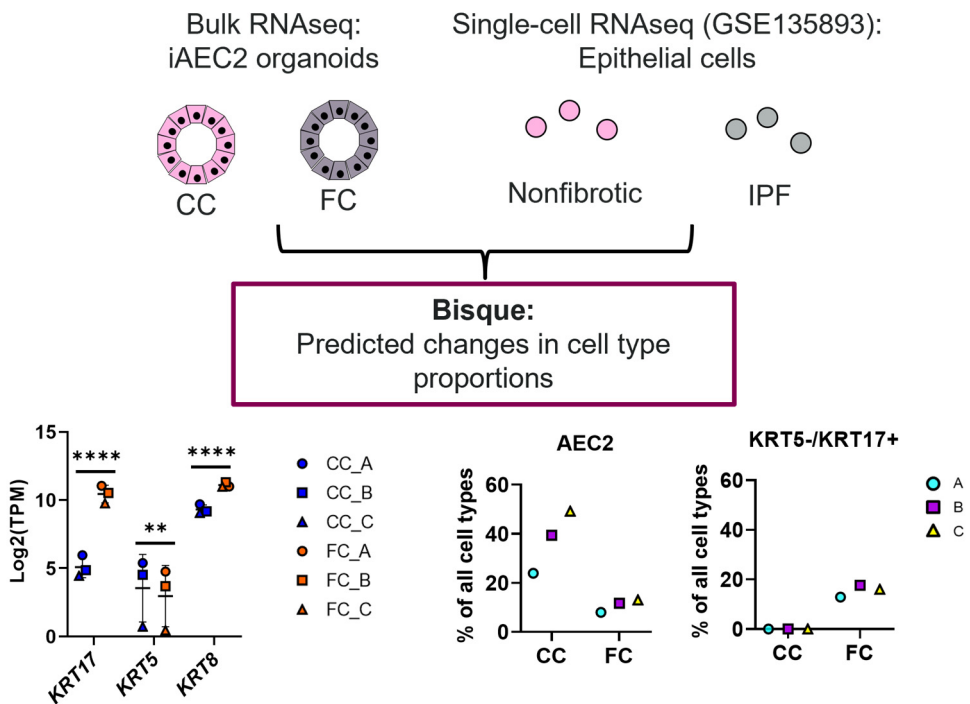 Bulk RNAseq:
iAEC2 organoids
Single-cell RNAseq (GSE135893):
Epithelial cells
CC
FC
Nonfibrotic
IPF
Bisque:
Predicted changes in cell type
proportions
Log2(TPM)
15
10
5
0
****
**
****
KRT17
KRT5
KRT8
CC_A
CC_B
CC_C
FC_A
FC_B
FC_C
AEC2
% of all cell types
60
40
20
0
CC
FC
KRT5-/KRT17+
% of all cell types
60
40
20
0
CC
FC
A
B
C